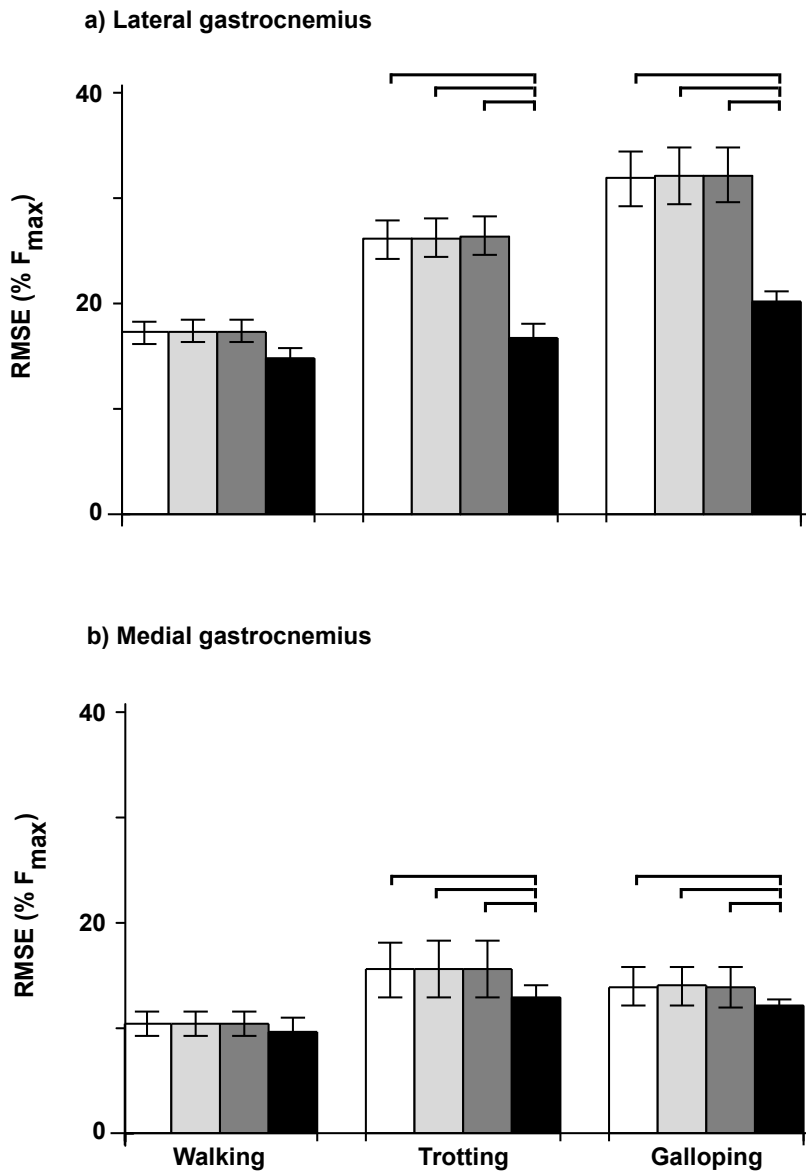 a) Lateral gastrocnemius
40
20
0
RMSE (% Fmax)
b) Medial gastrocnemius
40
20
0
RMSE (% Fmax)
Walking Trotting Galloping